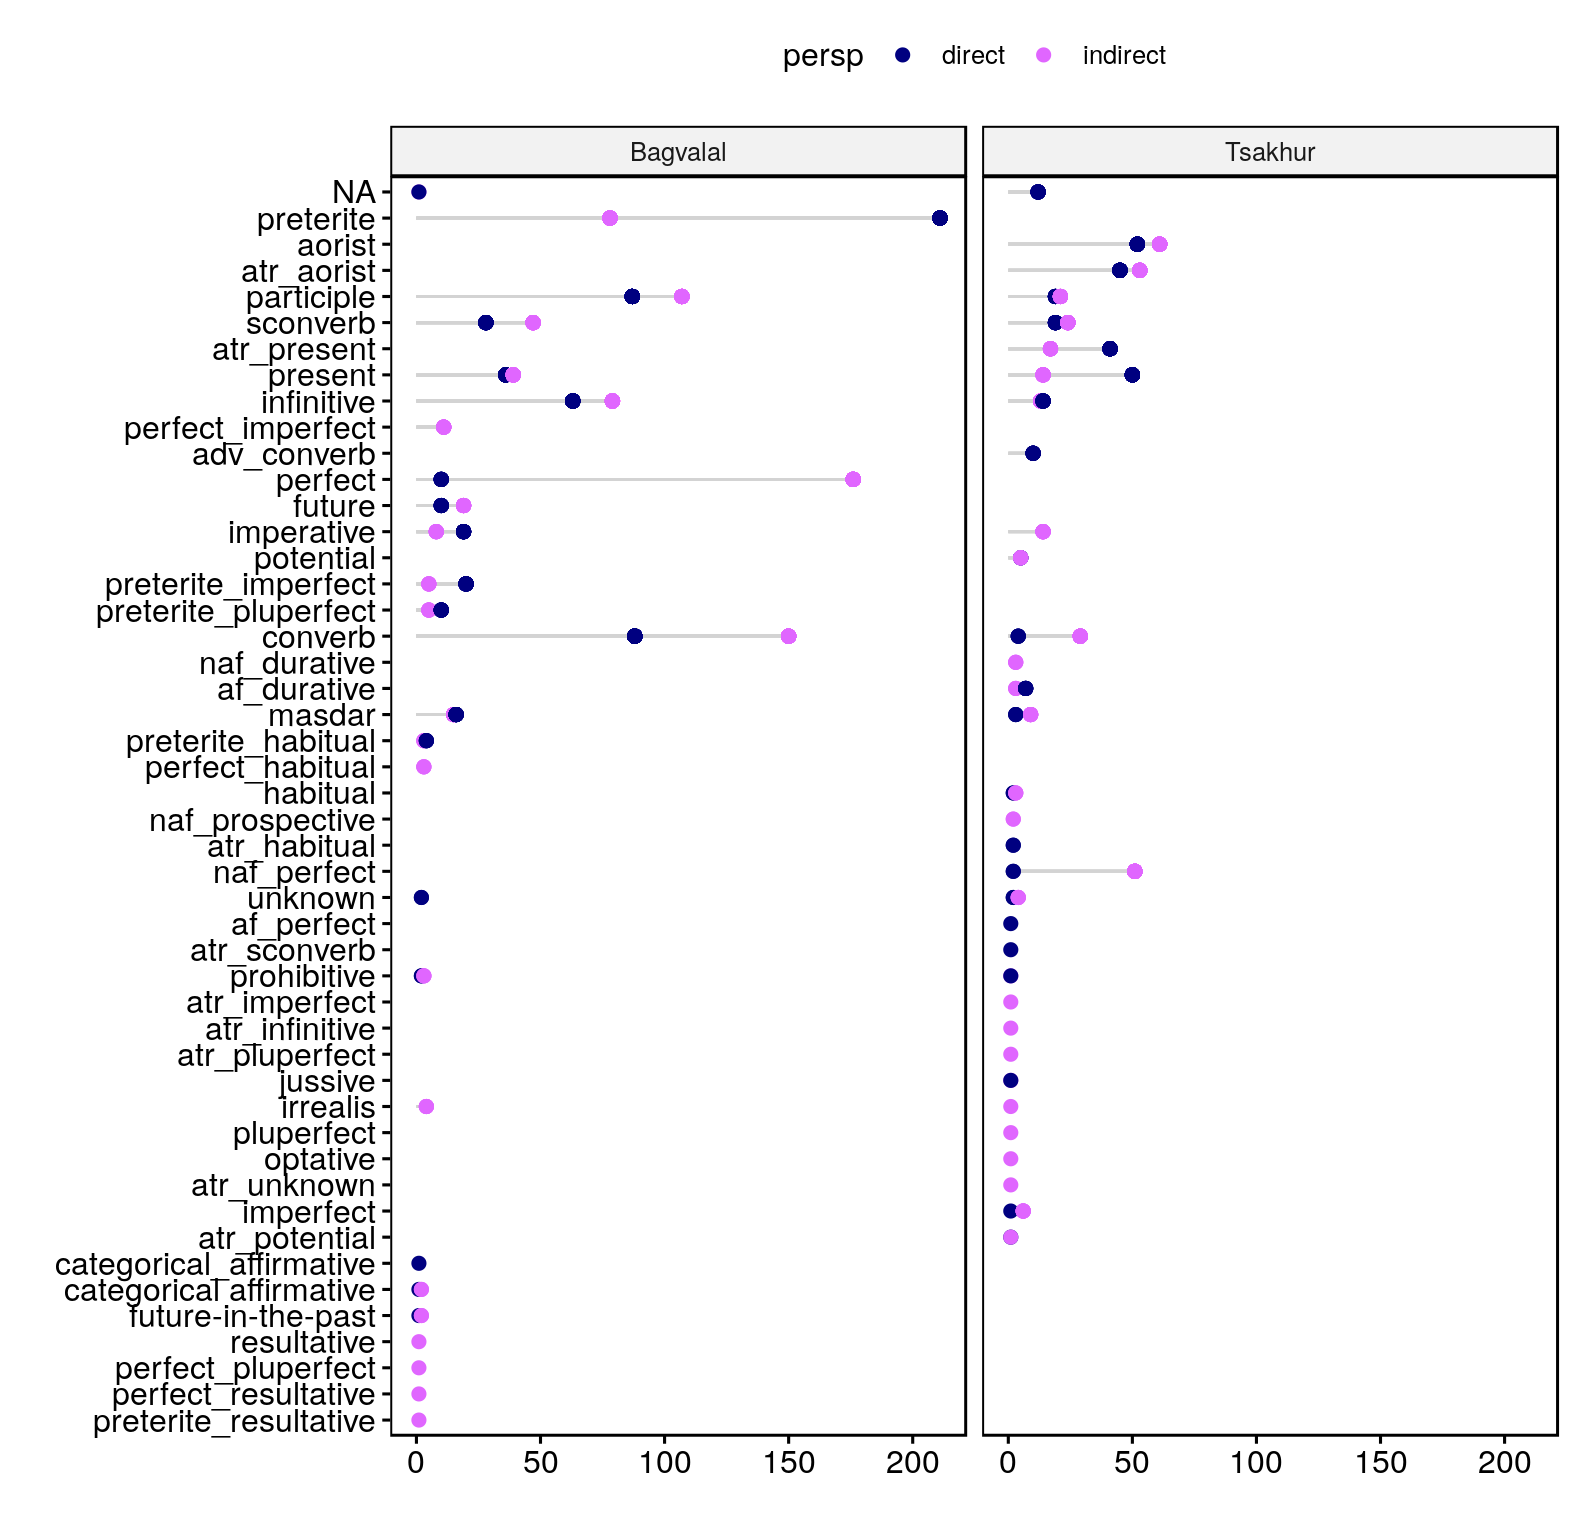 persp direct indirect
Bagvalal Tsakhur
NA
preterite
aorist
atr_aorist
participle
sconverb
atr_present
present
infinitive
perfect_imperfect
adv_converb
perfect
future
imperative
potential
preterite_imperfect
preterite_pluperfect
converb
naf_durative
af_durative
masdar
preterite_habitual
perfect_habitual
habitual
naf_prospective
atr_habitual
naf_perfect
unknown
af_perfect
atr_sconverb
prohibitive
atr_imperfect
atr_infinitive
atr_pluperfect
jussive
irrealis
pluperfect
optative
atr_unknown
imperfect
atr_potential
categorical_affirmative
categorical affirmative
future-in-the-past
resultative
perfect_pluperfect
perfect_resultative
preterite_resultative
0 50 100 150 200 0 50 100 150 200